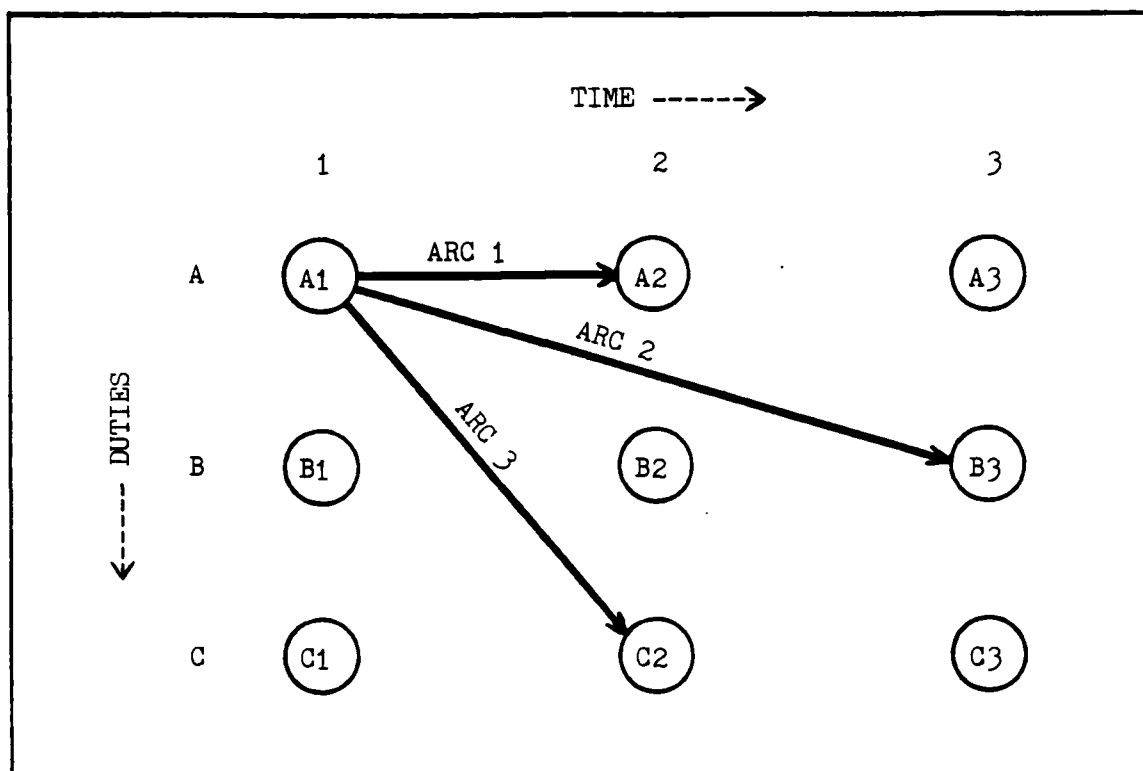 TIME ----->
1 2 3
ARC 1
A A1 A2 A3
ARC 2
DUTIES
ARC 3
B B1 B2 B3
C C1 C2 C3